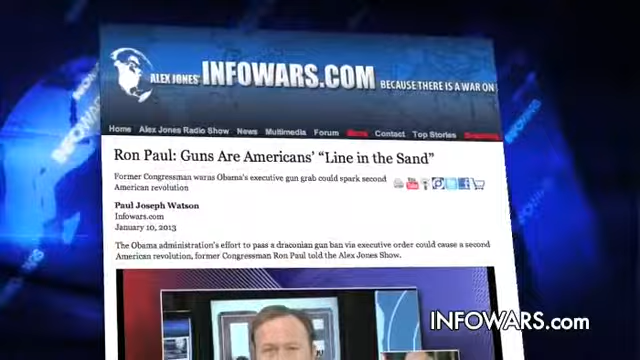 ALEX JONES' INFOWARS.COM BECAUSE THERE IS A WAR ON
Home Alex Jones Radio Show News Multimedia Forum Contact Top Stories
Ron Paul: Guns Are Americans' “Line in the Sand”
Former Congressman warns Obama's executive gun grab could spark second
American revolution
Paul Joseph Watson
Infowars.com
January 10, 2013
The Obama administration's effort to pass a draconian gun ban via executive order could cause a second
American revolution, former Congressman Ron Paul told the Alex Jones Show.
INFOWARS.com